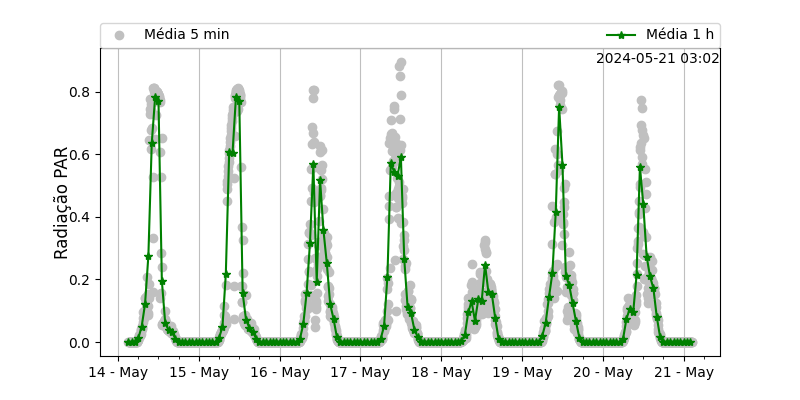 Média 5 min
Média 1 h
2024-05-21 03:02
Radiação PAR
0.8
0.6
0.4
0.2
0.0
14 - May
15 - May
16 - May
17 - May
18 - May
19 - May
20 - May
21 - May